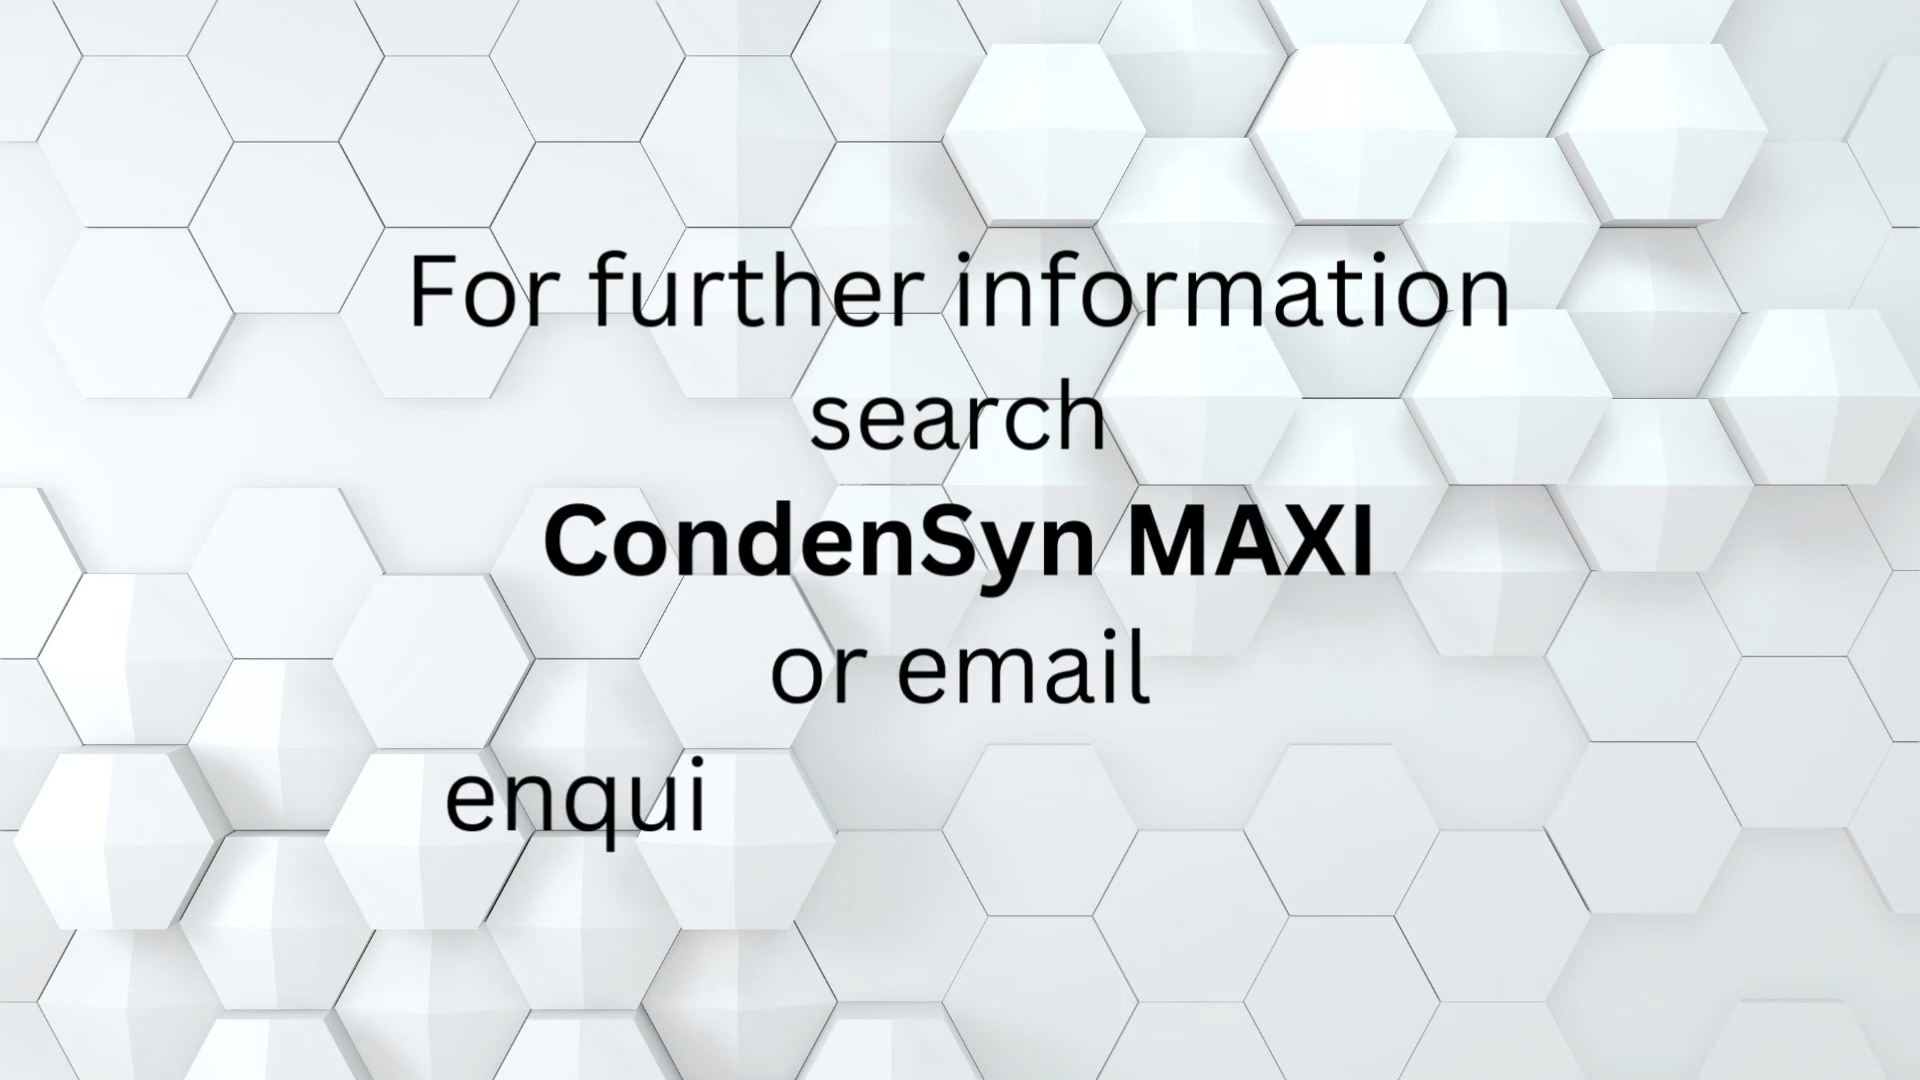 For further information
search
CondenSyn MAXI
or email
enqui